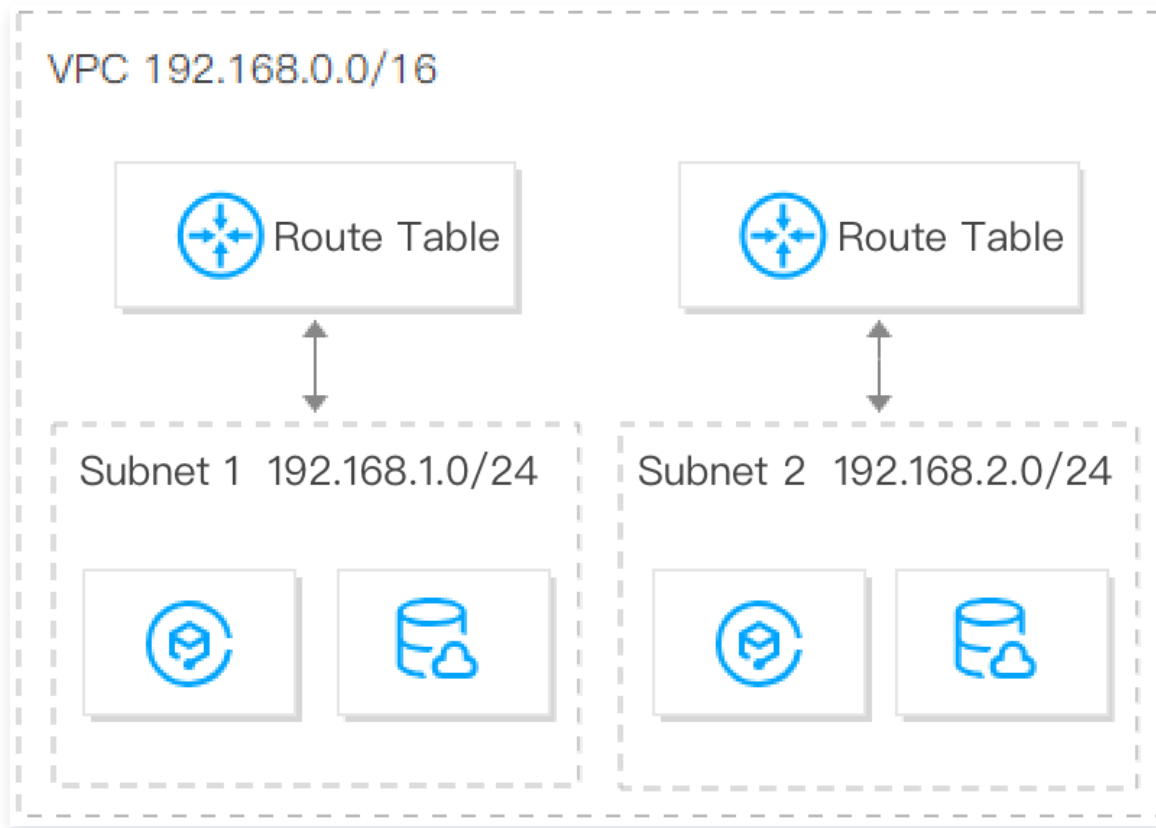 VPC 192.168.0.0/16
Route Table
Route Table
Subnet 1 192.168.1.0/24
Subnet 2 192.168.2.0/24